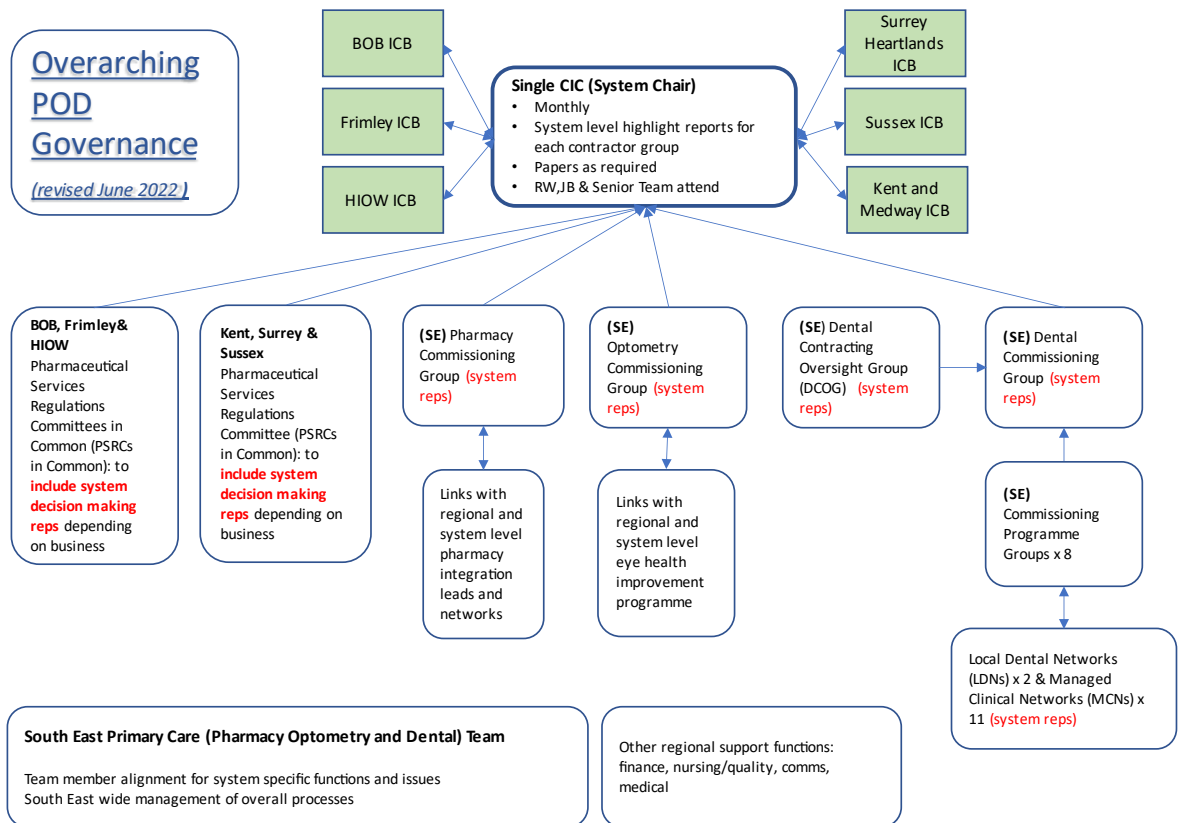 Overarching
POD
Governance
(revised June 2022 )
BOB ICB
Frimley ICB
HIOW ICB
Single CIC (System Chair)
• Monthly
• System level highlight reports for
each contractor group
• Papers as required
• RW,JB & Senior Team attend
Surrey
Heartlands
ICB
Sussex ICB
Kent and
Medway ICB
BOB, Frimley&
HIOW
Pharmaceutical
Services
Regulations
Committees in
Common (PSRCs
in Common): to
include system
decision making
reps depending
on business
Kent, Surrey &
Sussex
Pharmaceutical
Services
Regulations
Committee (PSRCs
in Common): to
include system
decision making
reps depending on
business
(SE) Pharmacy
Commissioning
Group (system
reps)
(SE)
Optometry
Commissioning
Group (system
reps)
(SE) Dental
Contracting
Oversight Group
(DCOG) (system
reps)
(SE) Dental
Commissioning
Group (system
reps)
Links with
regional and
system level
pharmacy
integration
leads and
networks
Links with
regional and
system level
eye health
improvement
programme
(SE)
Commissioning
Programme
Groups x 8
Local Dental Networks
(LDNs) x 2 & Managed
Clinical Networks (MCNs) x
11 (system reps)
South East Primary Care (Pharmacy Optometry and Dental) Team
Team member alignment for system specific functions and issues
South East wide management of overall processes
Other regional support functions:
finance, nursing/quality, comms,
medical